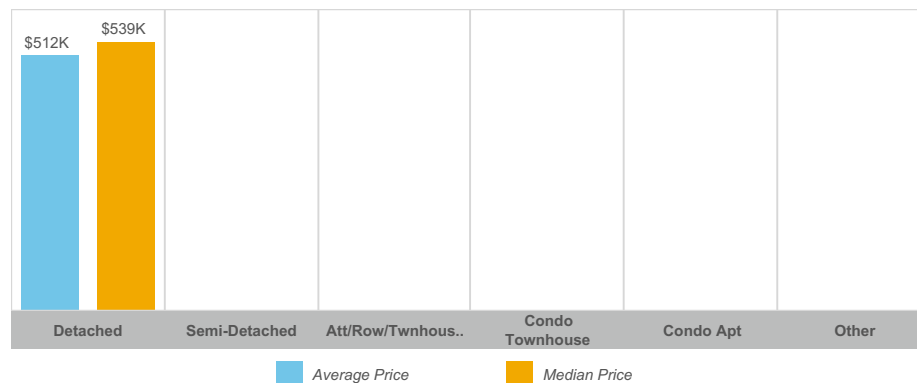 $512K
$539K
Detached
Semi-Detached
Att/Row/Twnhous..
Condo
Townhouse
Condo Apt
Other
Average Price
Median Price